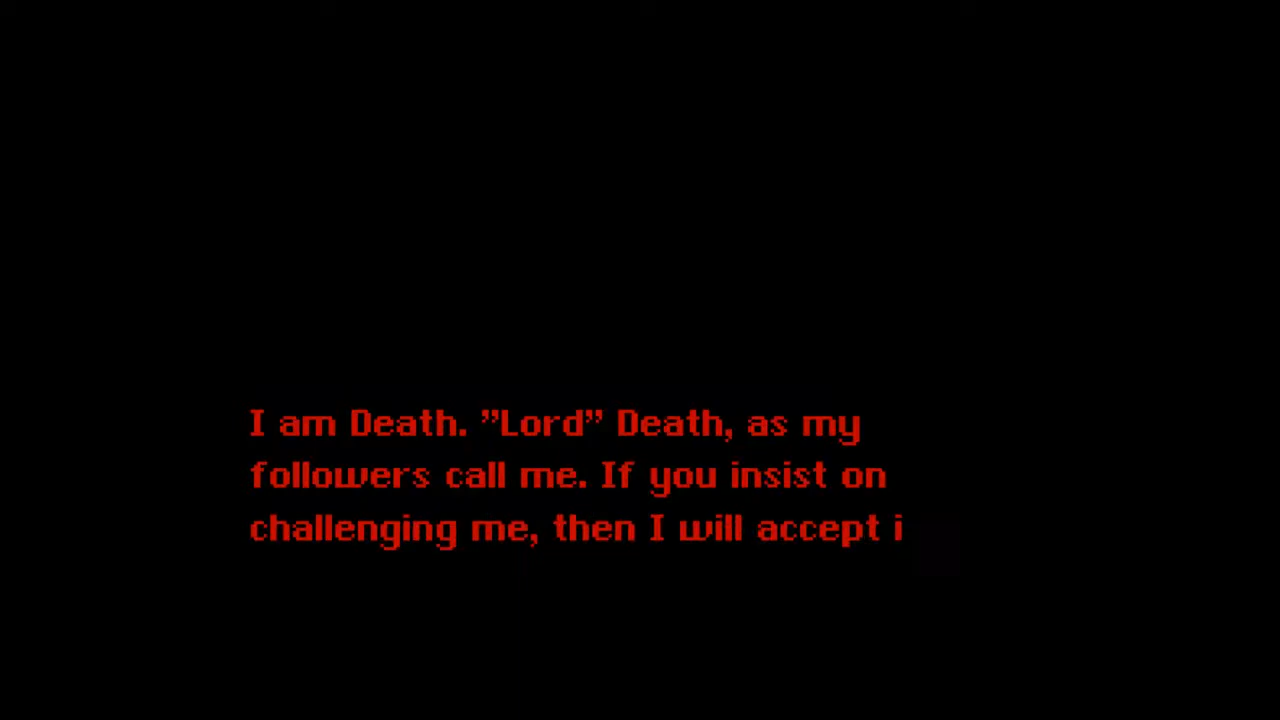 I am Death. ”Lord” Death, as my
followers call me. If you insist on
challenging me, then I will accept i